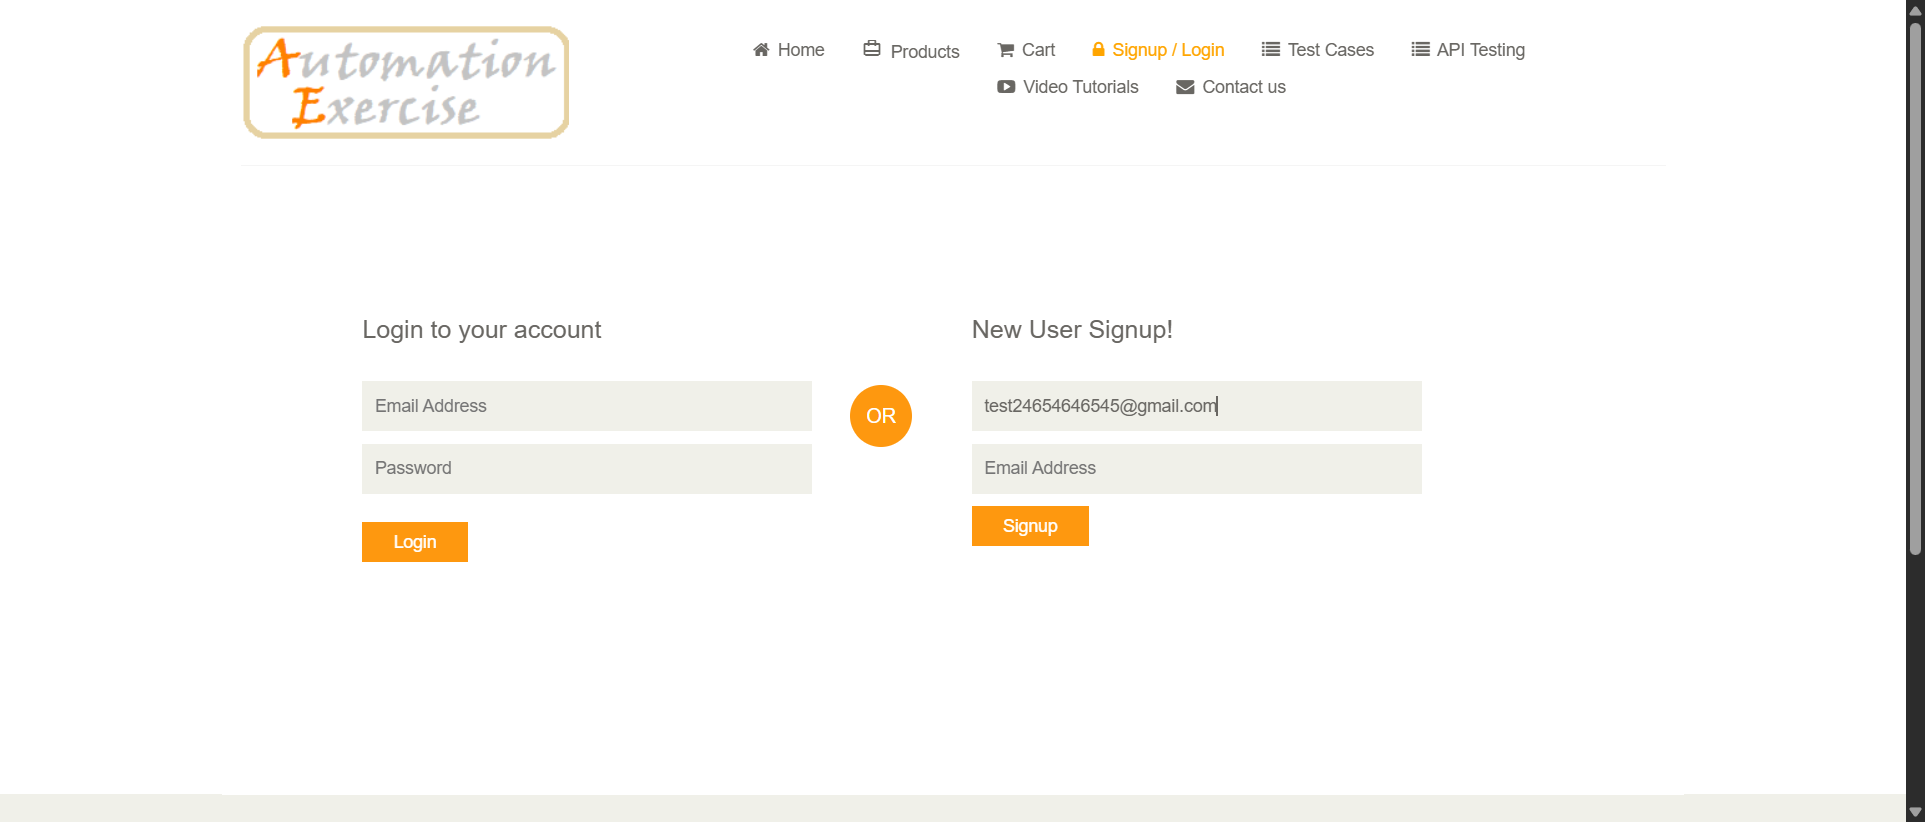 Automation
Exercise
Home
Products
Cart
Signup / Login
Test Cases
API Testing
Video Tutorials
Contact us
Login to your account
Email Address
Password
Login
OR
New User Signup!
test24654646545@gmail.com
Email Address
Signup